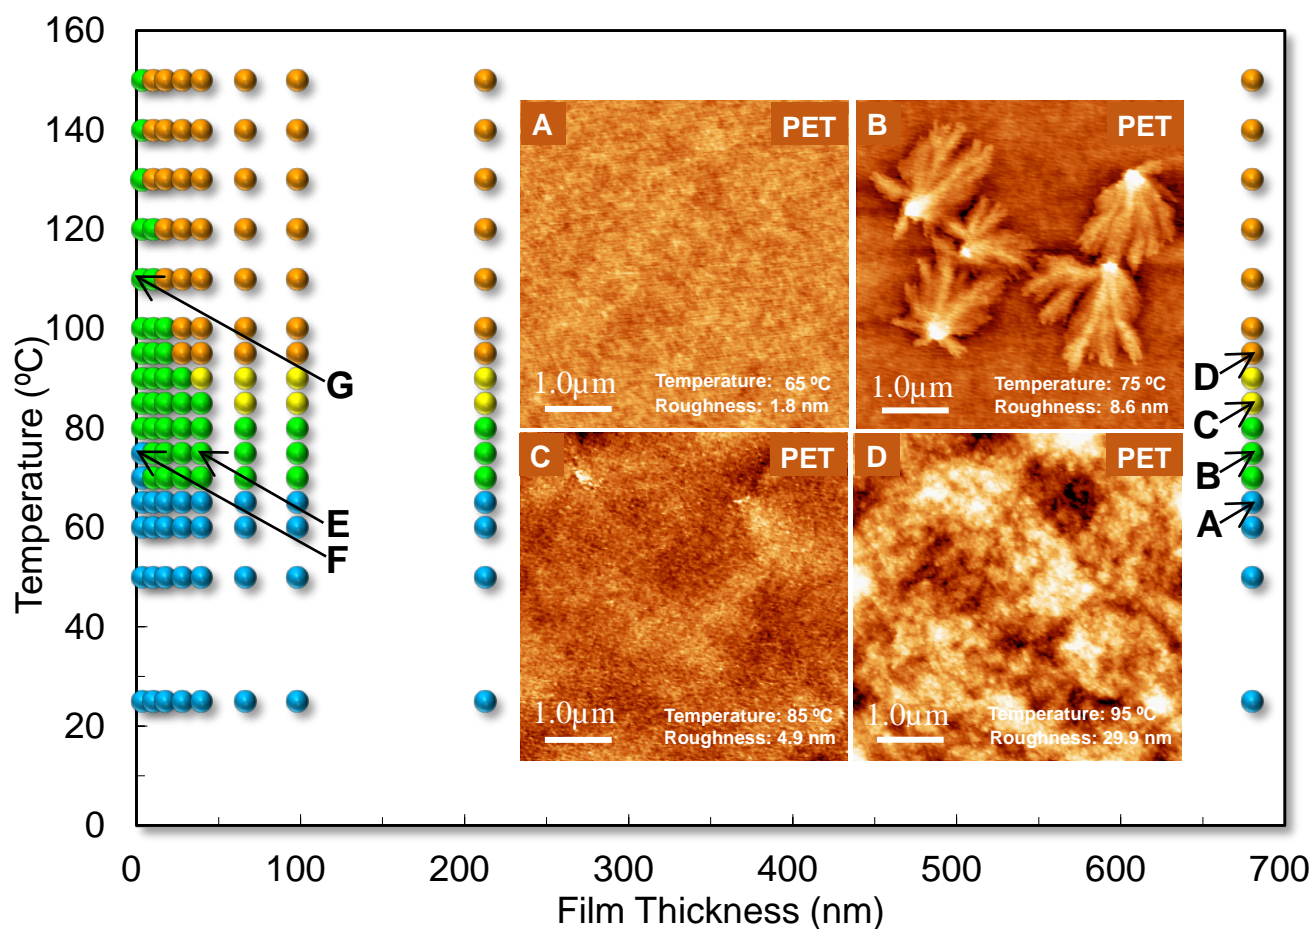 160
140
120
100
80
60
40
20
0
Temperature (ºC)
0
100
200
300
400
500
600
700
Film Thickness (nm)
A
PET
1.0µm
Temperature: 65 ºC
Roughness: 1.8 nm
B
PET
1.0µm
Temperature: 75 ºC
Roughness: 8.6 nm
C
PET
1.0µm
Temperature: 85 ºC
Roughness: 4.9 nm
D
PET
1.0µm
Temperature: 95 ºC
Roughness: 29.9 nm
G
E
F
D
C
B
A